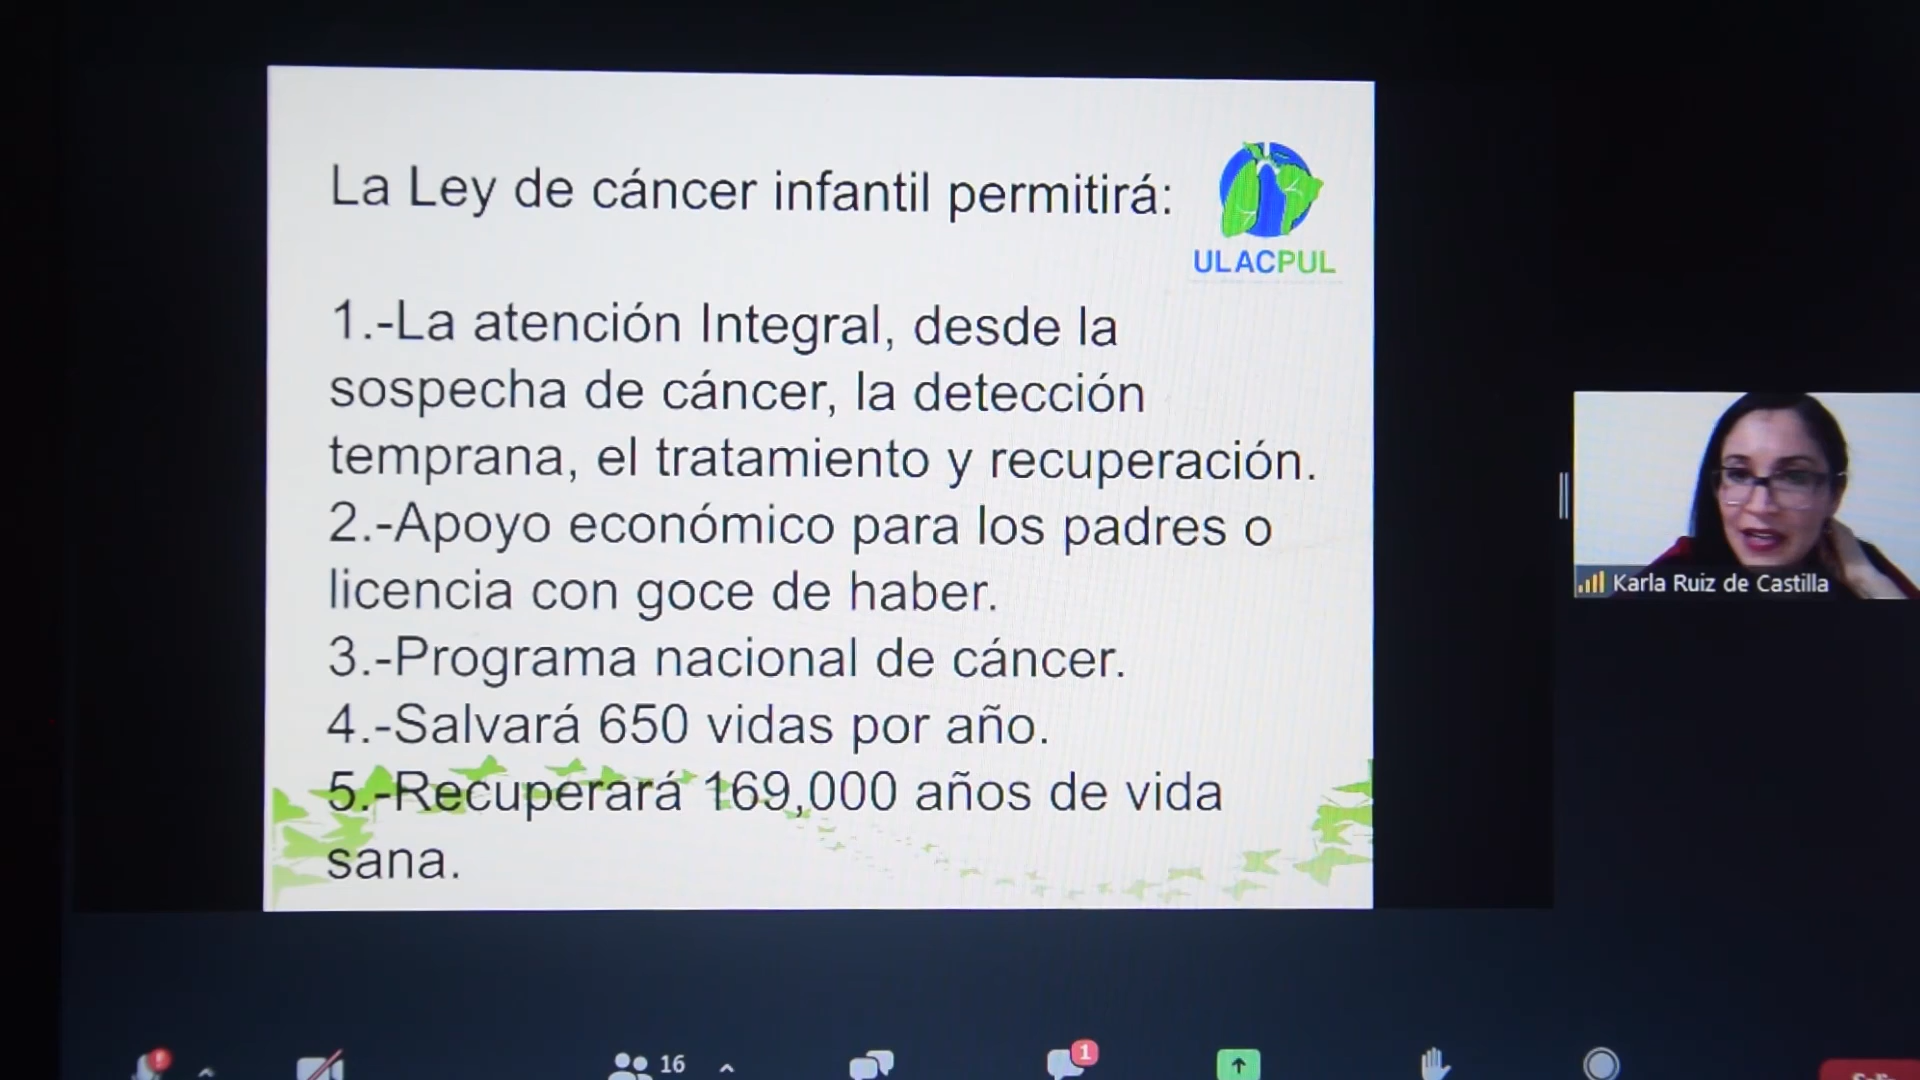 La Ley de cáncer infantil permitirá:
ULACPUL
1.-La atención Integral, desde la
sospecha de cáncer, la detección
temprana, el tratamiento y recuperación.
2.-Apoyo económico para los padres o
licencia con goce de haber.
3.-Programa nacional de cáncer.
4.-Salvará 650 vidas por año.
5.-Recuperará 169,000 años de vida
sana.
Karla Ruiz de Castilla
16
1